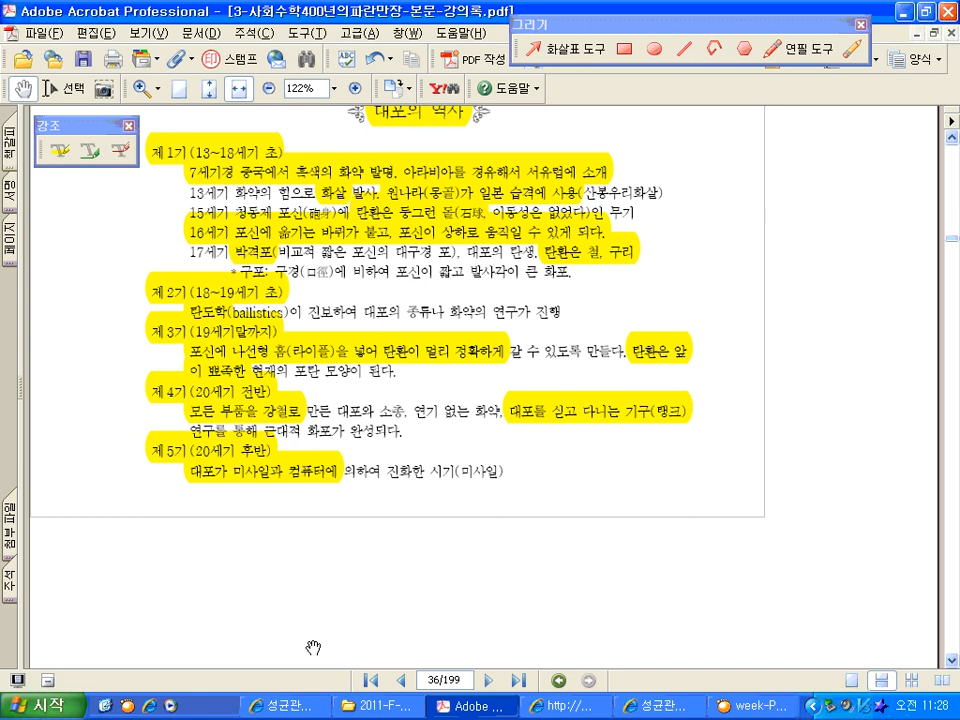 Adobe Acrobat Professional - [3-사회수학400년의파란만장-본문-강의록.pdf]
파일(F) 편집(E) 보기(V) 문서(D) 주석(C) 도구(T) 고급(A) 창(W) 도움말(H)
그리기
화살표 도구 연필 도구
스탬프 PDF 작성 양식
선택 122% Y! 도움말
강조
책갈피
서명
페이지
첨부 파일
주석
대포의 역사
제1기(13~18세기 초)
7세기경 중국에서 흑색의 화약 발명, 아라비아를 경유해서 서유럽에 소개
13세기 화약의 힘으로 화살 발사. 원나라(몽골)가 일본 습격에 사용(산봉우리화살)
15세기 청동제 포신(砲身)에 탄환은 둥그런 돌(石球, 이동성은 없었다)인 무기
16세기 포신에 옮기는 바퀴가 붙고, 포신이 상하로 움직일 수 있게 되다.
17세기 박격포(비교적 짧은 포신의 대구경 포), 대포의 탄생. 탄환은 철, 구리
*구포: 구경(口徑)에 비하여 포신이 짧고 발사각이 큰 화포.
제2기(18~19세기 초)
탄도학(ballistics)이 진보하여 대포의 종류나 화약의 연구가 진행
제3기(19세기말까지)
포신에 나선형 홈(라이플)을 넣어 탄환이 멀리 정확하게 갈 수 있도록 만들다. 탄환은 앞
이 뾰족한 현재의 포탄 모양이 된다.
제4기(20세기 전반)
모든 부품을 강철로 만든 대포와 소총, 연기 없는 화약, 대포를 싣고 다니는 기구(탱크)
연구를 통해 근대적 화포가 완성되다.
제5기(20세기 후반)
대포가 미사일과 컴퓨터에 의하여 진화한 시기(미사일)
36/199
시작 성균관... 2011-F-... Adobe ... http://... 성균관... week-P... 오전 11:28